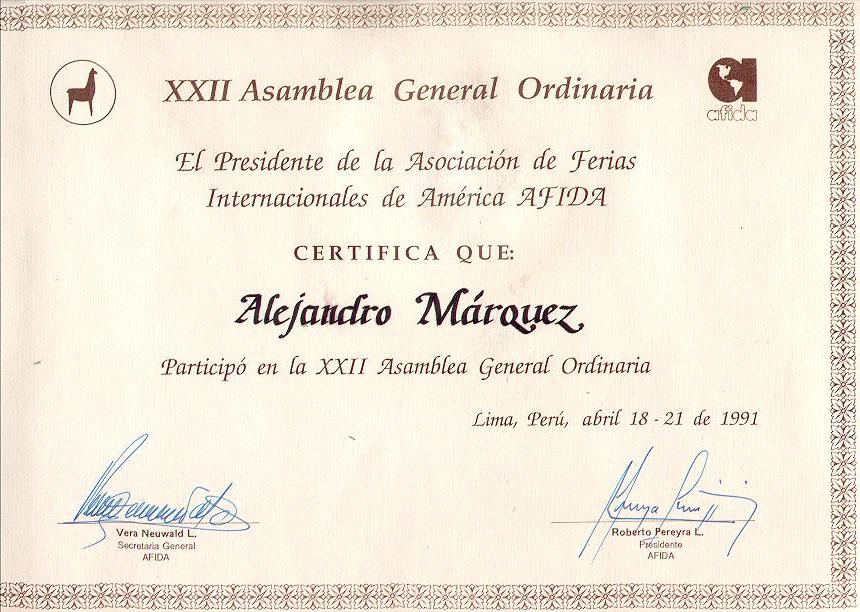 XXII Asamblea General Ordinaria
afida
El Presidente de la Asociación de Ferias
Internacionales de América AFIDA
CERTIFICA QUE:
Alejandro Márquez
Participó en la XXII Asamblea General Ordinaria
Lima, Perú, abril 18 - 21 de 1991
Vera Neuwald L.
Secretaria General
AFIDA
Roberto Pereyra L.
Présidente
AFIDA